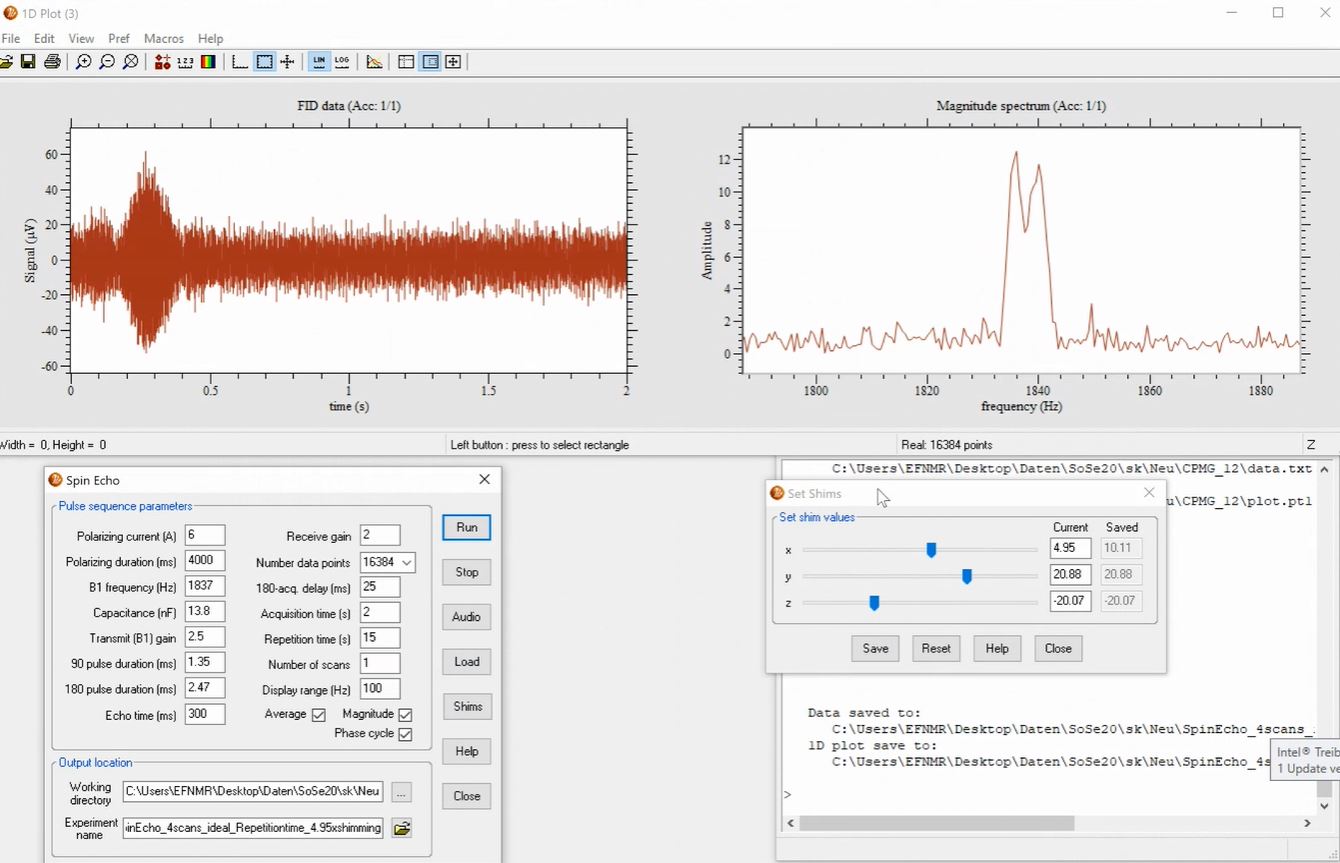 1D Plot (3)
File Edit View Pref Macros Help
1 2 3
LIN LOG
FID data (Acc: 1/1)
Signal (µV)
60
40
20
0
-20
-40
-60
0 0.5 1 1.5 2
time (s)
Magnitude spectrum (Acc: 1/1)
Amplitude
12
10
8
6
4
2
0
1800 1820 1840 1860 1880
frequency (Hz)
Width = 0, Height = 0 Left button : press to select rectangle Real: 16384 points Z
Spin Echo
Pulse sequence parameters
Polarizing current (A) 6 Receive gain 2
Polarizing duration (ms) 4000 Number data points 16384
B1 frequency (Hz) 1837 180-acq. delay (ms) 25
Capacitance (nF) 13.8 Acquisition time (s) 2
Transmit (B1) gain 2.5 Repetition time (s) 15
90 pulse duration (ms) 1.35 Number of scans 1
180 pulse duration (ms) 2.47 Display range (Hz) 100
Echo time (ms) 300 Average Magnitude
Phase cycle
Run
Stop
Audio
Load
Shims
Help
Close
Output location
Working directory C:\Users\EFNMR\Desktop\Daten\SoSe20\sk\Neu ...
Experiment name inEcho_4scans_ideal_Repetitiontime_4.95xshimming
C:\Users\EFNMR\Desktop\Daten\SoSe20\sk\Neu\CPMG_12\data.txt
u\CPMG_12\plot.pt1
Set Shims
Set shim values
Current Saved
x 4.95 10.11
y 20.88 20.88
z -20.07 -20.07
Save Reset Help Close
Data saved to:
C:\Users\EFNMR\Desktop\Daten\SoSe20\sk\Neu\SpinEcho_4scans_
1D plot save to:
C:\Users\EFNMR\Desktop\Daten\SoSe20\sk\Neu\SpinEcho_4s
>
Intel® Treib
1 Update ve